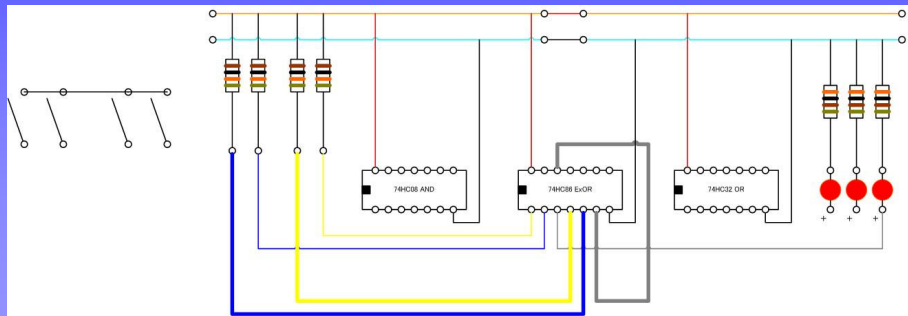 74HC08 AND
74HC86 ExOR
74HC32 OR
+ + +